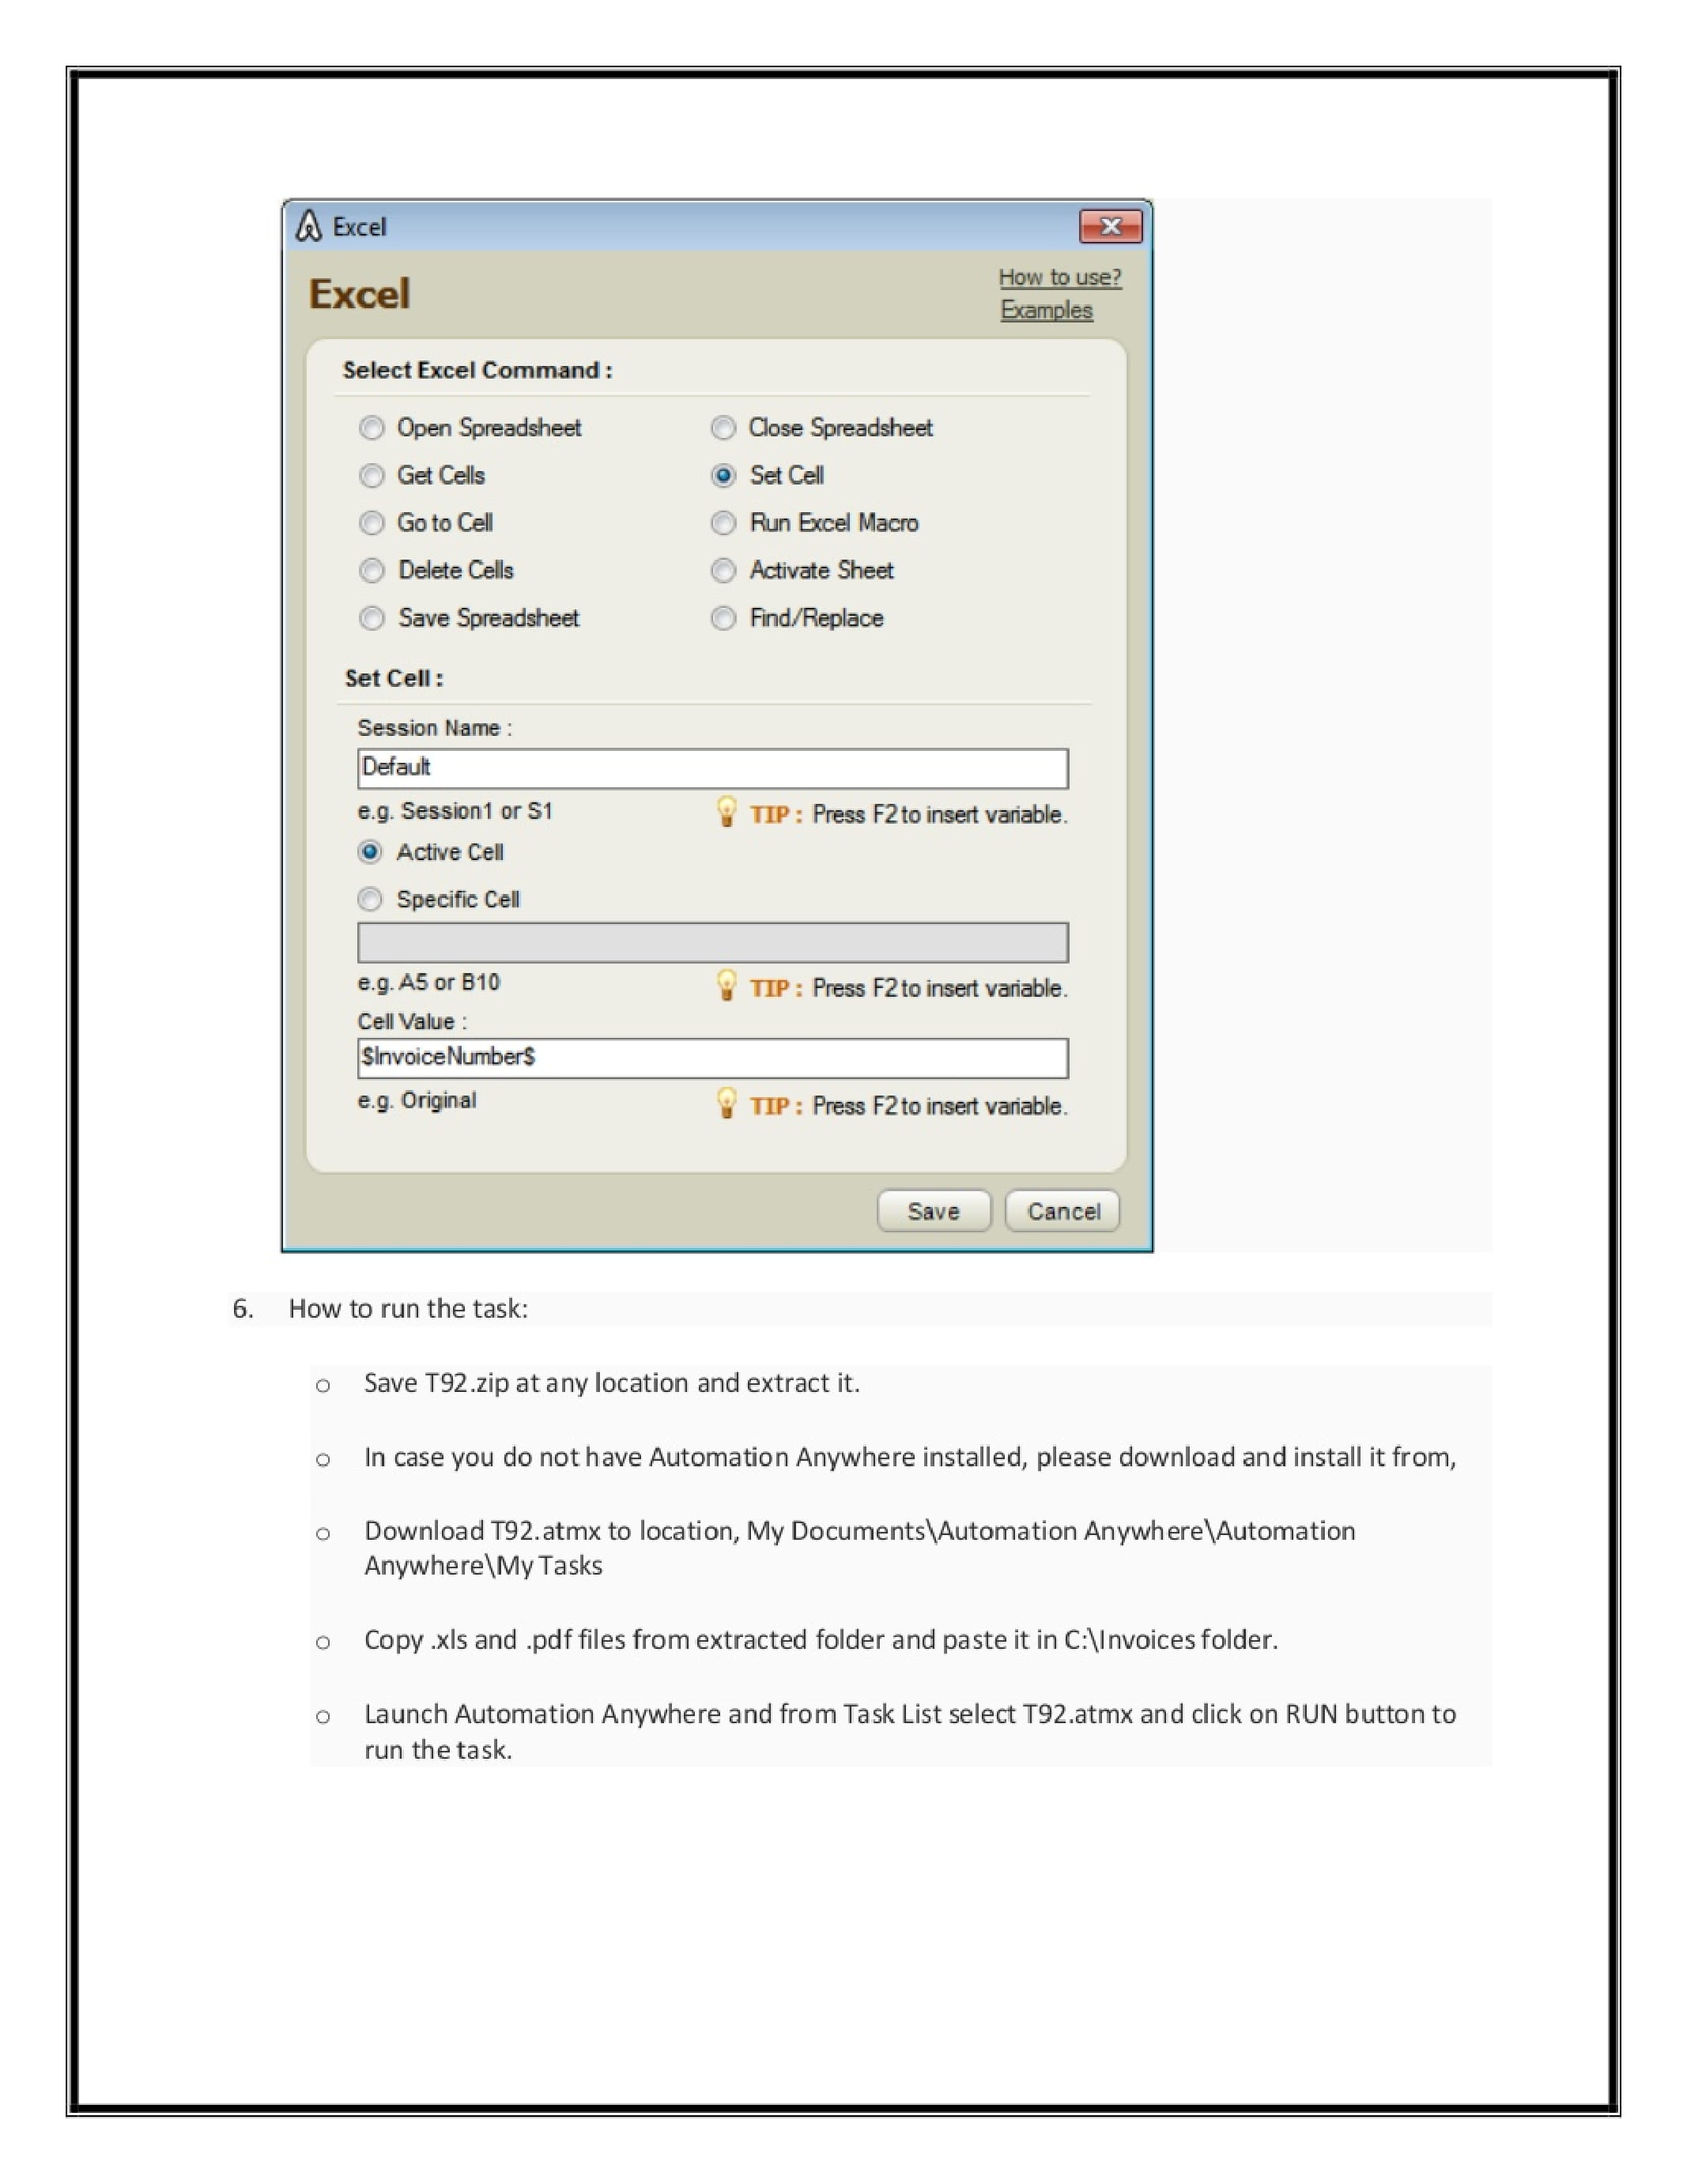 Excel
Excel
How to use?
Examples
Select Excel Command :
Open Spreadsheet
Close Spreadsheet
Get Cells
Set Cell
Go to Cell
Run Excel Macro
Delete Cells
Activate Sheet
Save Spreadsheet
Find/Replace
Set Cell :
Session Name :
Default
e.g. Session1 or S1
TIP : Press F2 to insert variable.
Active Cell
Specific Cell
e.g. A5 or B10
TIP : Press F2 to insert variable.
Cell Value :
$InvoiceNumber$
e.g. Original
TIP : Press F2 to insert variable.
Save
Cancel
6. How to run the task:
o Save T92.zip at any location and extract it.
o In case you do not have Automation Anywhere installed, please download and install it from,
o Download T92.atmx to location, My Documents\Automation Anywhere\Automation
Anywhere\My Tasks
o Copy .xls and .pdf files from extracted folder and paste it in C:\Invoices folder.
o Launch Automation Anywhere and from Task List select T92.atmx and click on RUN button to
run the task.